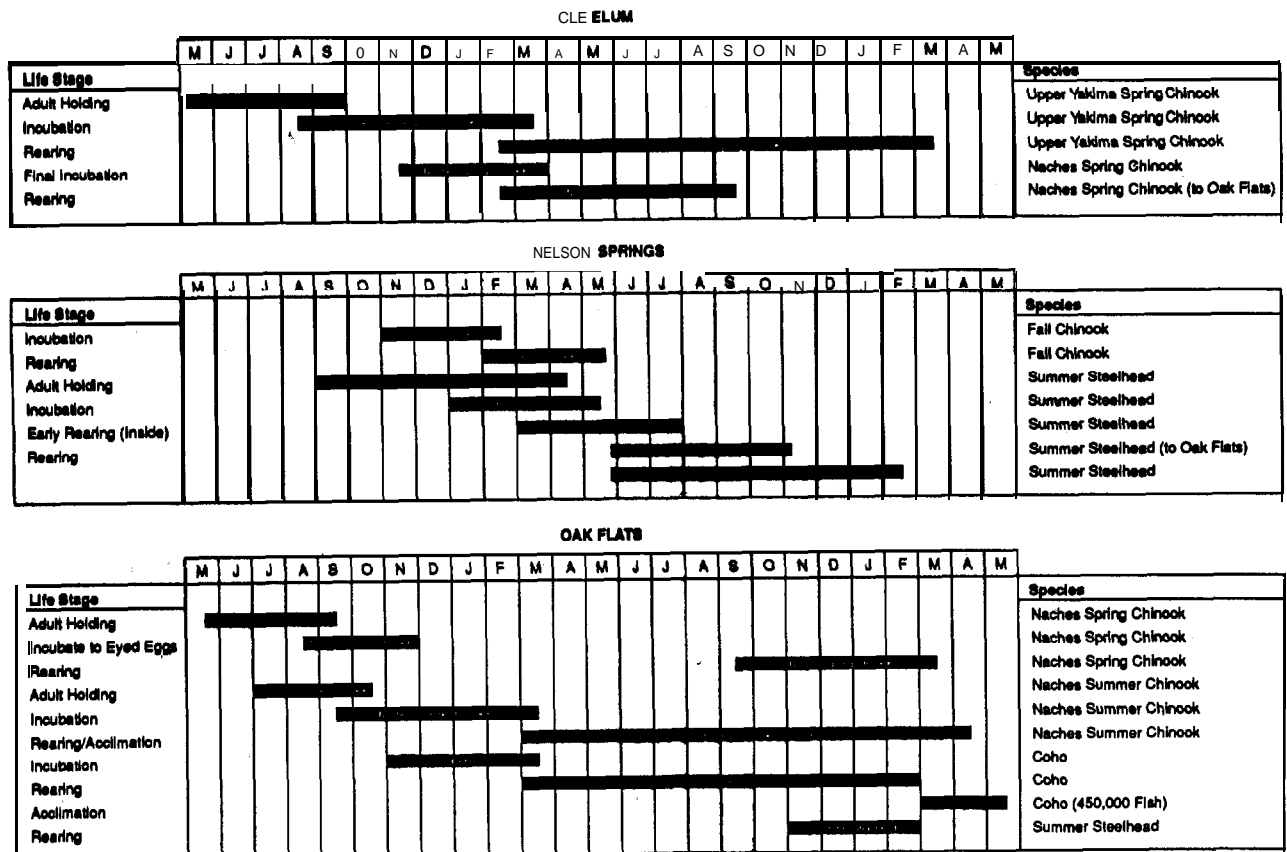 CLE ELUM
M J J A S O N D J F M A M J J A S O N D J F M A M
Life Stage Species
Adult Holding Upper Yakima Spring Chinook
Incubation Upper Yakima Spring Chinook
Rearing Upper Yakima Spring Chinook
Final Incubation Naches Spring Chinook
Rearing Naches Spring Chinook (to Oak Flats)
NELSON SPRINGS
M J J A S O N D J F M A M J J A S O N D J F M A M
Life Stage Species
Incubation Fall Chinook
Rearing Fall Chinook
Adult Holding Summer Steelhead
Incubation Summer Steelhead
Early Rearing (Inside) Summer Steelhead
Rearing Summer Steelhead (to Oak Flats)
Summer Steelhead
OAK FLATS
M J J A S O N D J F M A M J J A S O N D J F M A M
Life Stage Species
Adult Holding Naches Spring Chinook
Incubate to Eyed Eggs Naches Spring Chinook
Rearing Naches Spring Chinook
Adult Holding Naches Summer Chinook
Incubation Naches Summer Chinook
Rearing/Acclimation Naches Summer Chinook
Incubation Coho
Rearing Coho
Acclimation Coho (450,000 Fish)
Rearing Summer Steelhead